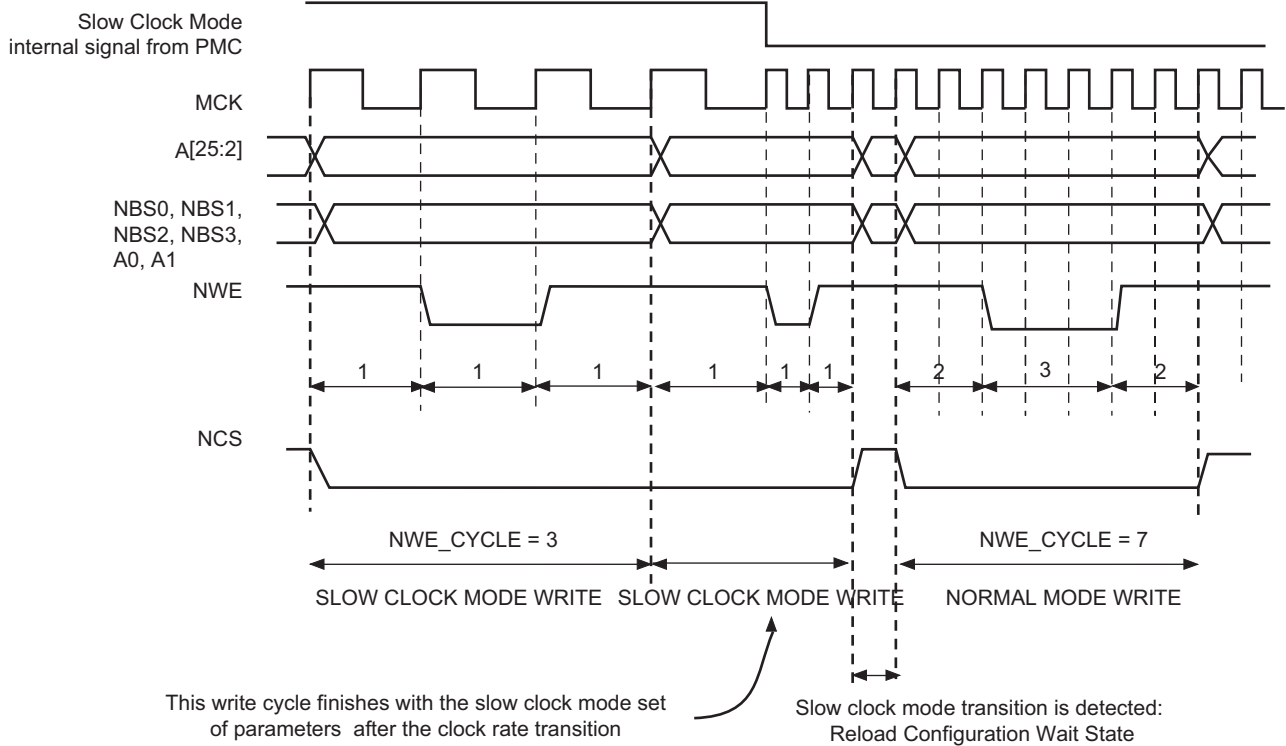 Slow Clock Mode
internal signal from PMC
MCK
A[25:2]
NBS0, NBS1,
NBS2, NBS3,
A0, A1
NWE
1 1 1 1 1 1 2 3 2
NCS
NWE_CYCLE = 3 NWE_CYCLE = 7
SLOW CLOCK MODE WRITE SLOW CLOCK MODE WRITE NORMAL MODE WRITE
This write cycle finishes with the slow clock mode set
of parameters after the clock rate transition
Slow clock mode transition is detected:
Reload Configuration Wait State